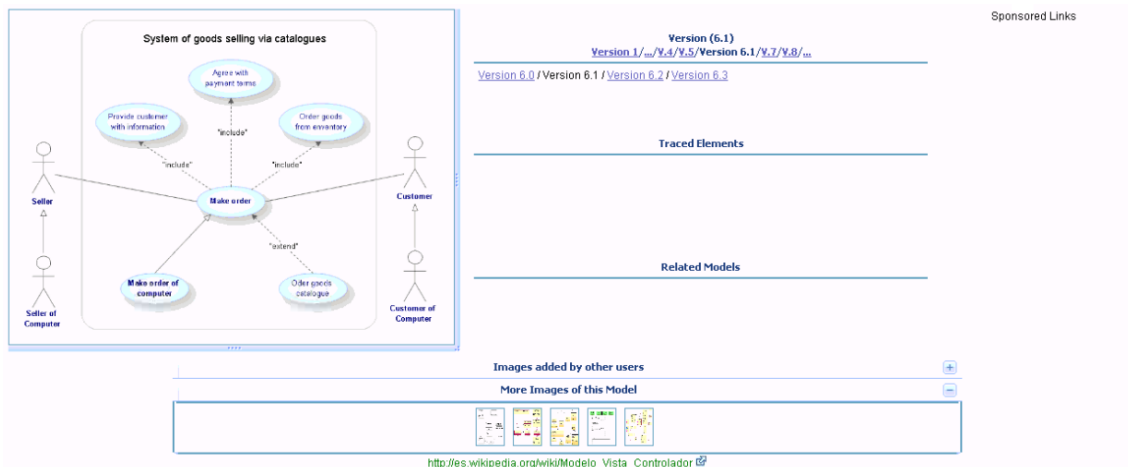 Sponsored Links
System of goods selling via catalogues
Agree with
payment terms
Provide customer
with information
Order goods
from inventory
"include"
"include"
"include"
Seller
Make order
Customer
"extend"
Make order of
computer
Oder goods
catalogue
Seller of
Computer
Customer of
Computer
Version (6.1)
Version 1/.../V.4/V.5/Version 6.1/V.7/V.8/...
Version 6.0 / Version 6.1 / Version 6.2 / Version 6.3
Traced Elements
Related Models
Images added by other users
More Images of this Model
http://es.wikipedia.org/wiki/Modelo_Vista_Controlador